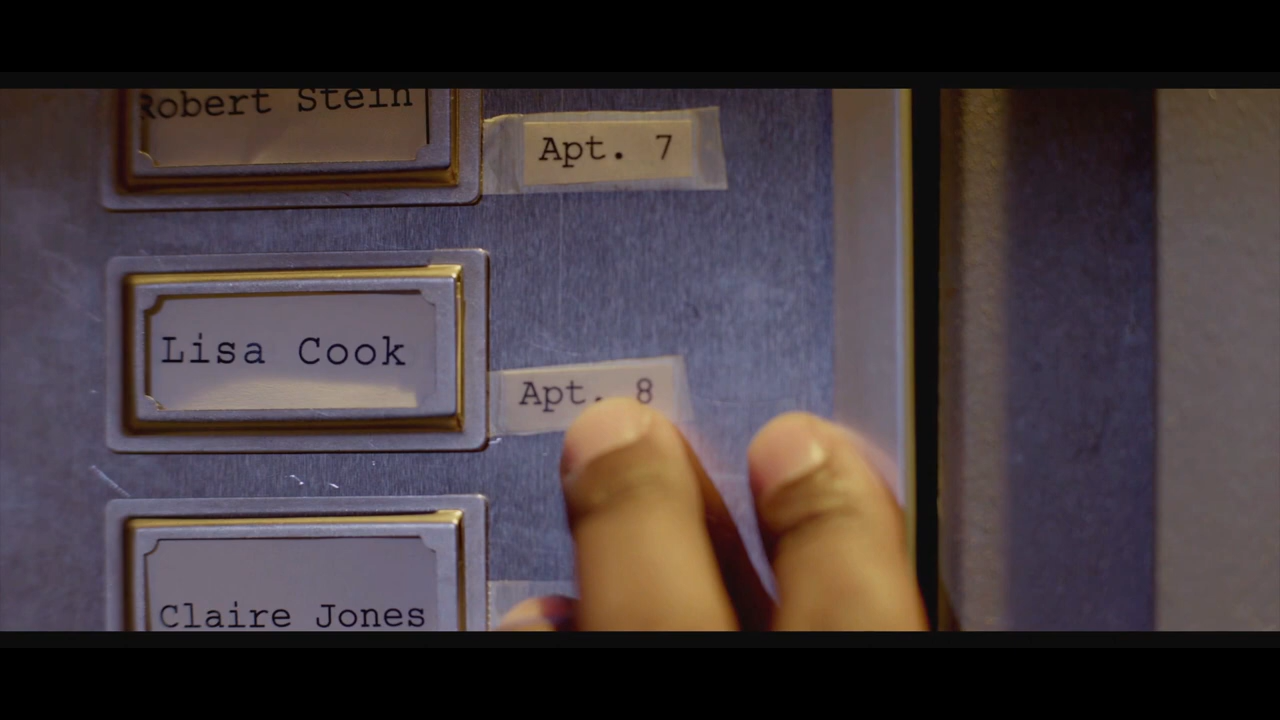 Robert Stein
Apt. 7
Lisa Cook
Apt. 8
Claire Jones